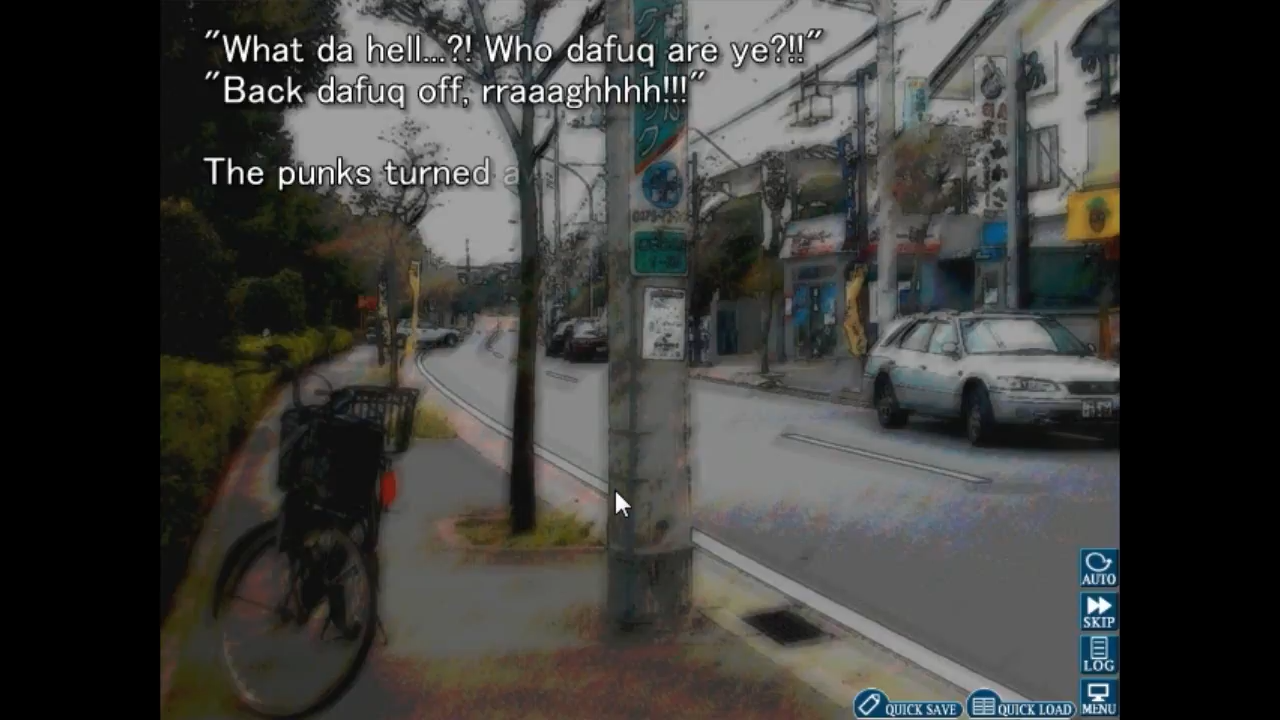 "What da hell...?! Who dafuq are ye?!!"
"Back dafuq off, rraaaghhhh!!!"
The punks turned a
AUTO
SKIP
LOG
MENU
QUICK SAVE
QUICK LOAD